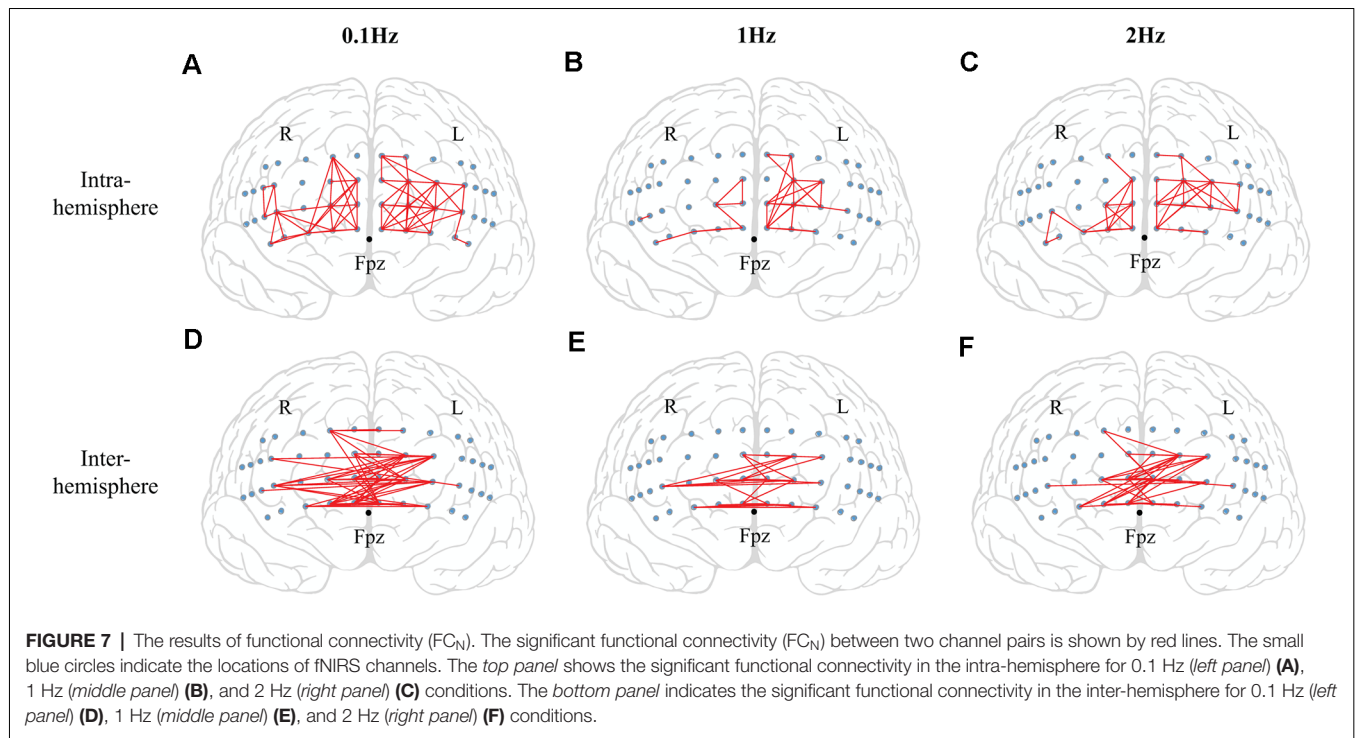 0.1Hz 1Hz 2Hz
A B C
R L R L R L
Intra-
hemisphere
Fpz Fpz Fpz
D E F
R L R L R L
Inter-
hemisphere
Fpz Fpz Fpz
FIGURE 7 | The results of functional connectivity (FCN). The significant functional connectivity (FCN) between two channel pairs is shown by red lines. The small
blue circles indicate the locations of fNIRS channels. The top panel shows the significant functional connectivity in the intra-hemisphere for 0.1 Hz (left panel) (A),
1 Hz (middle panel) (B), and 2 Hz (right panel) (C) conditions. The bottom panel indicates the significant functional connectivity in the inter-hemisphere for 0.1 Hz (left
panel) (D), 1 Hz (middle panel) (E), and 2 Hz (right panel) (F) conditions.